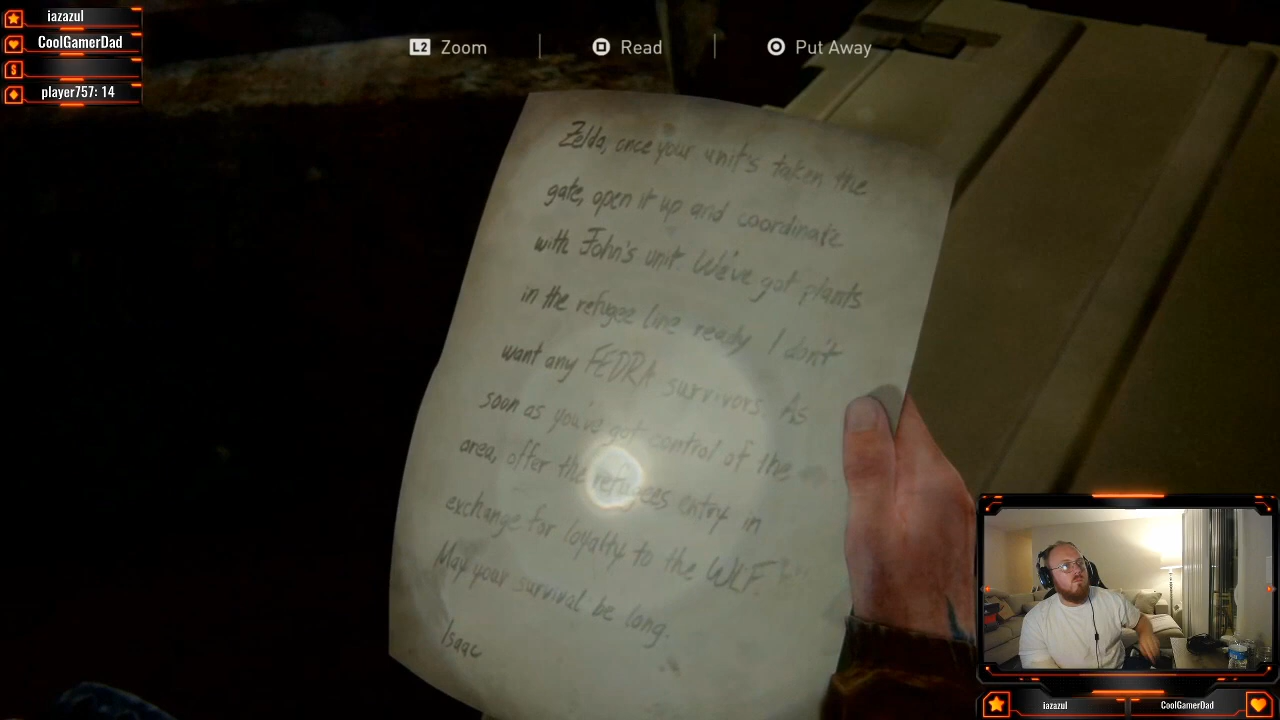 iazazul
CoolGamerDad
$
player757: 14
L2 Zoom
Read
Put Away
Zelda, once your unit's taken the
gate, open it up and coordinate
with John's unit. We've got plants
in the refugee line ready. I don't
want any FEDRA survivors. As
soon as you've got control of the
area, offer the refugees entry in
exchange for loyalty to the WLF.
May your survival be long.
Isaac
iazazul
CoolGamerDad